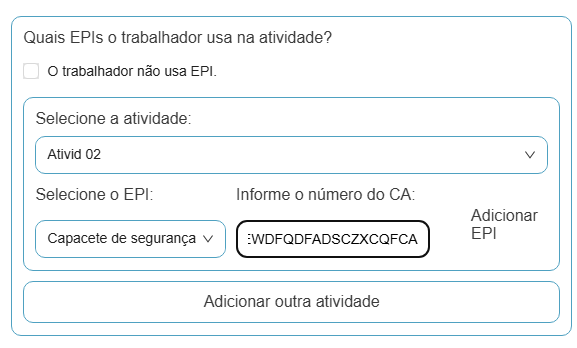 Quais EPIs o trabalhador usa na atividade?
O trabalhador não usa EPI.
Selecione a atividade:
Ativid 02
Selecione o EPI:
Informe o número do CA:
Capacete de segurança
EWDFQDFADSCZXCQFCA
Adicionar
EPI
Adicionar outra atividade